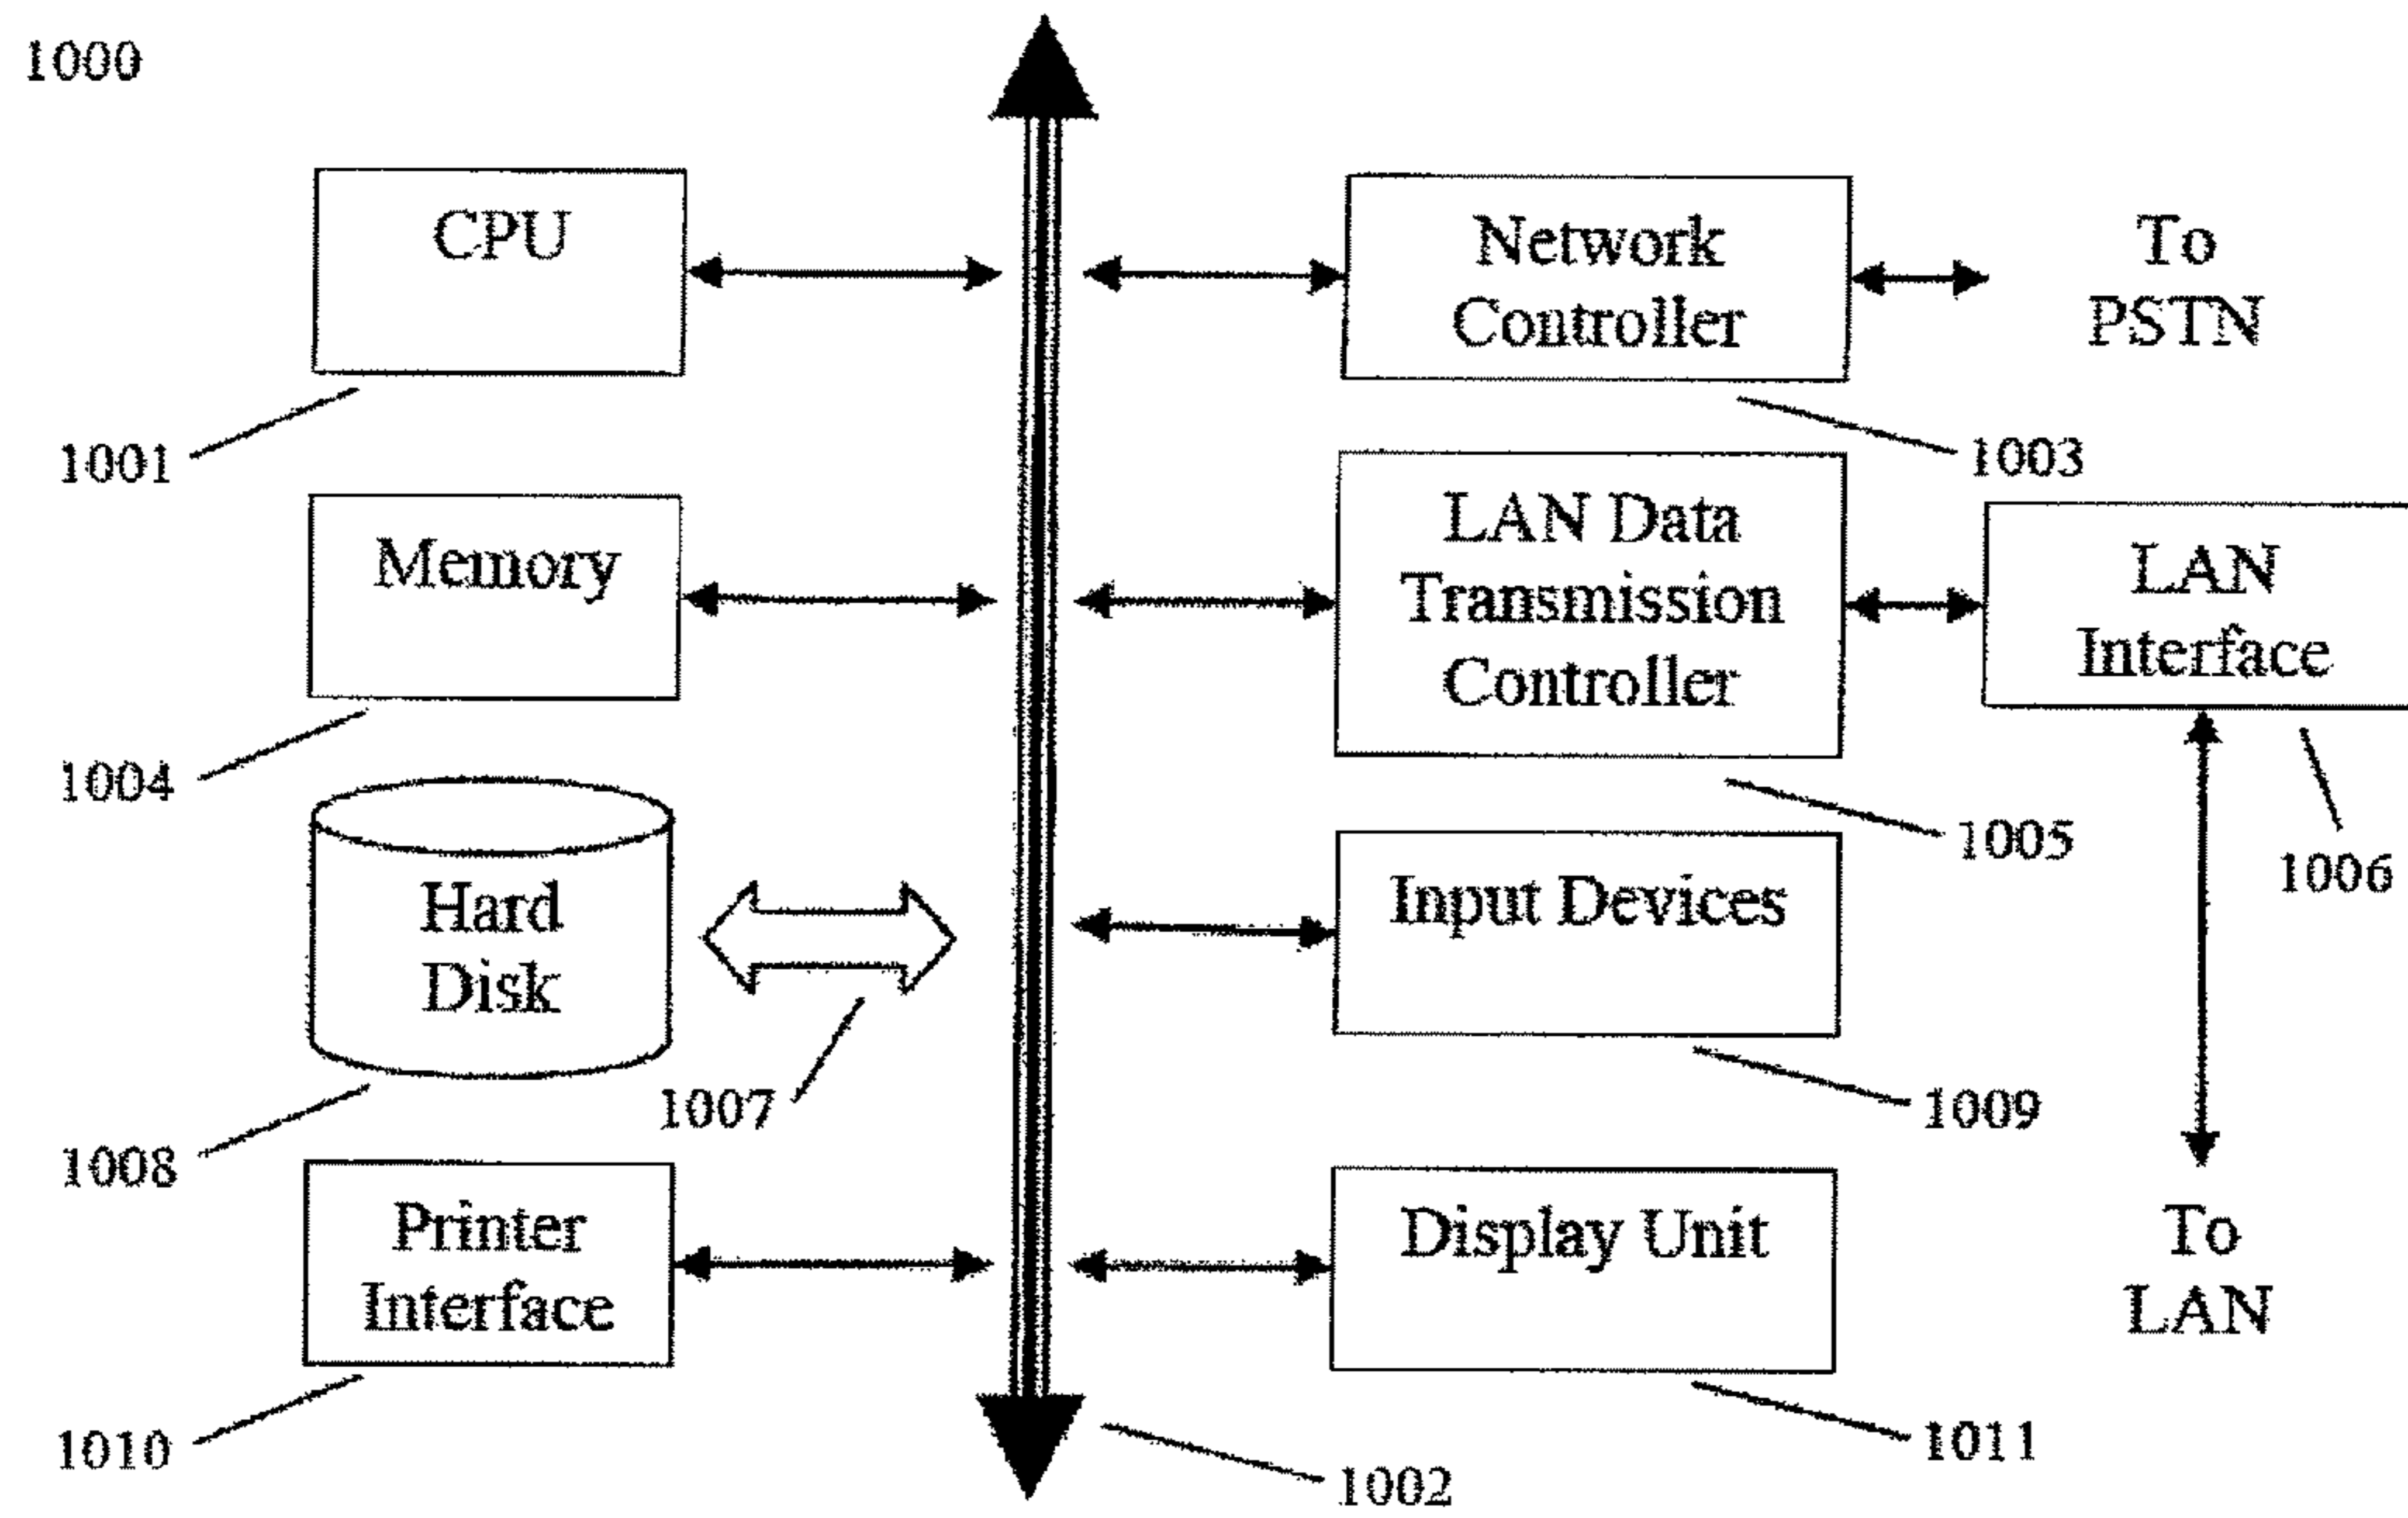 1000
CPU
1001
Network
Controller
To
PSTN
1003
Memory
1004
LAN Data
Transmission
Controller
1005
LAN
Interface
1006
Hard
Disk
1008
1007
Input Devices
1009
Printer
Interface
1010
Display Unit
1011
To
LAN
1002